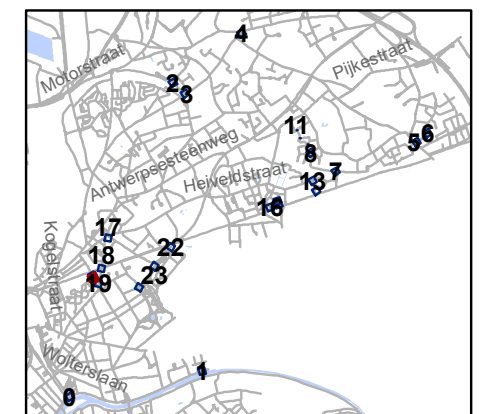 4
Motorstraat
Pijkestraat
2
3
11
6
5
Antwerpsesteenweg
8
7
Heiveldstraat
13
16
17
Kogelstraat
22
18
23
19
Wolterslaan
1
0